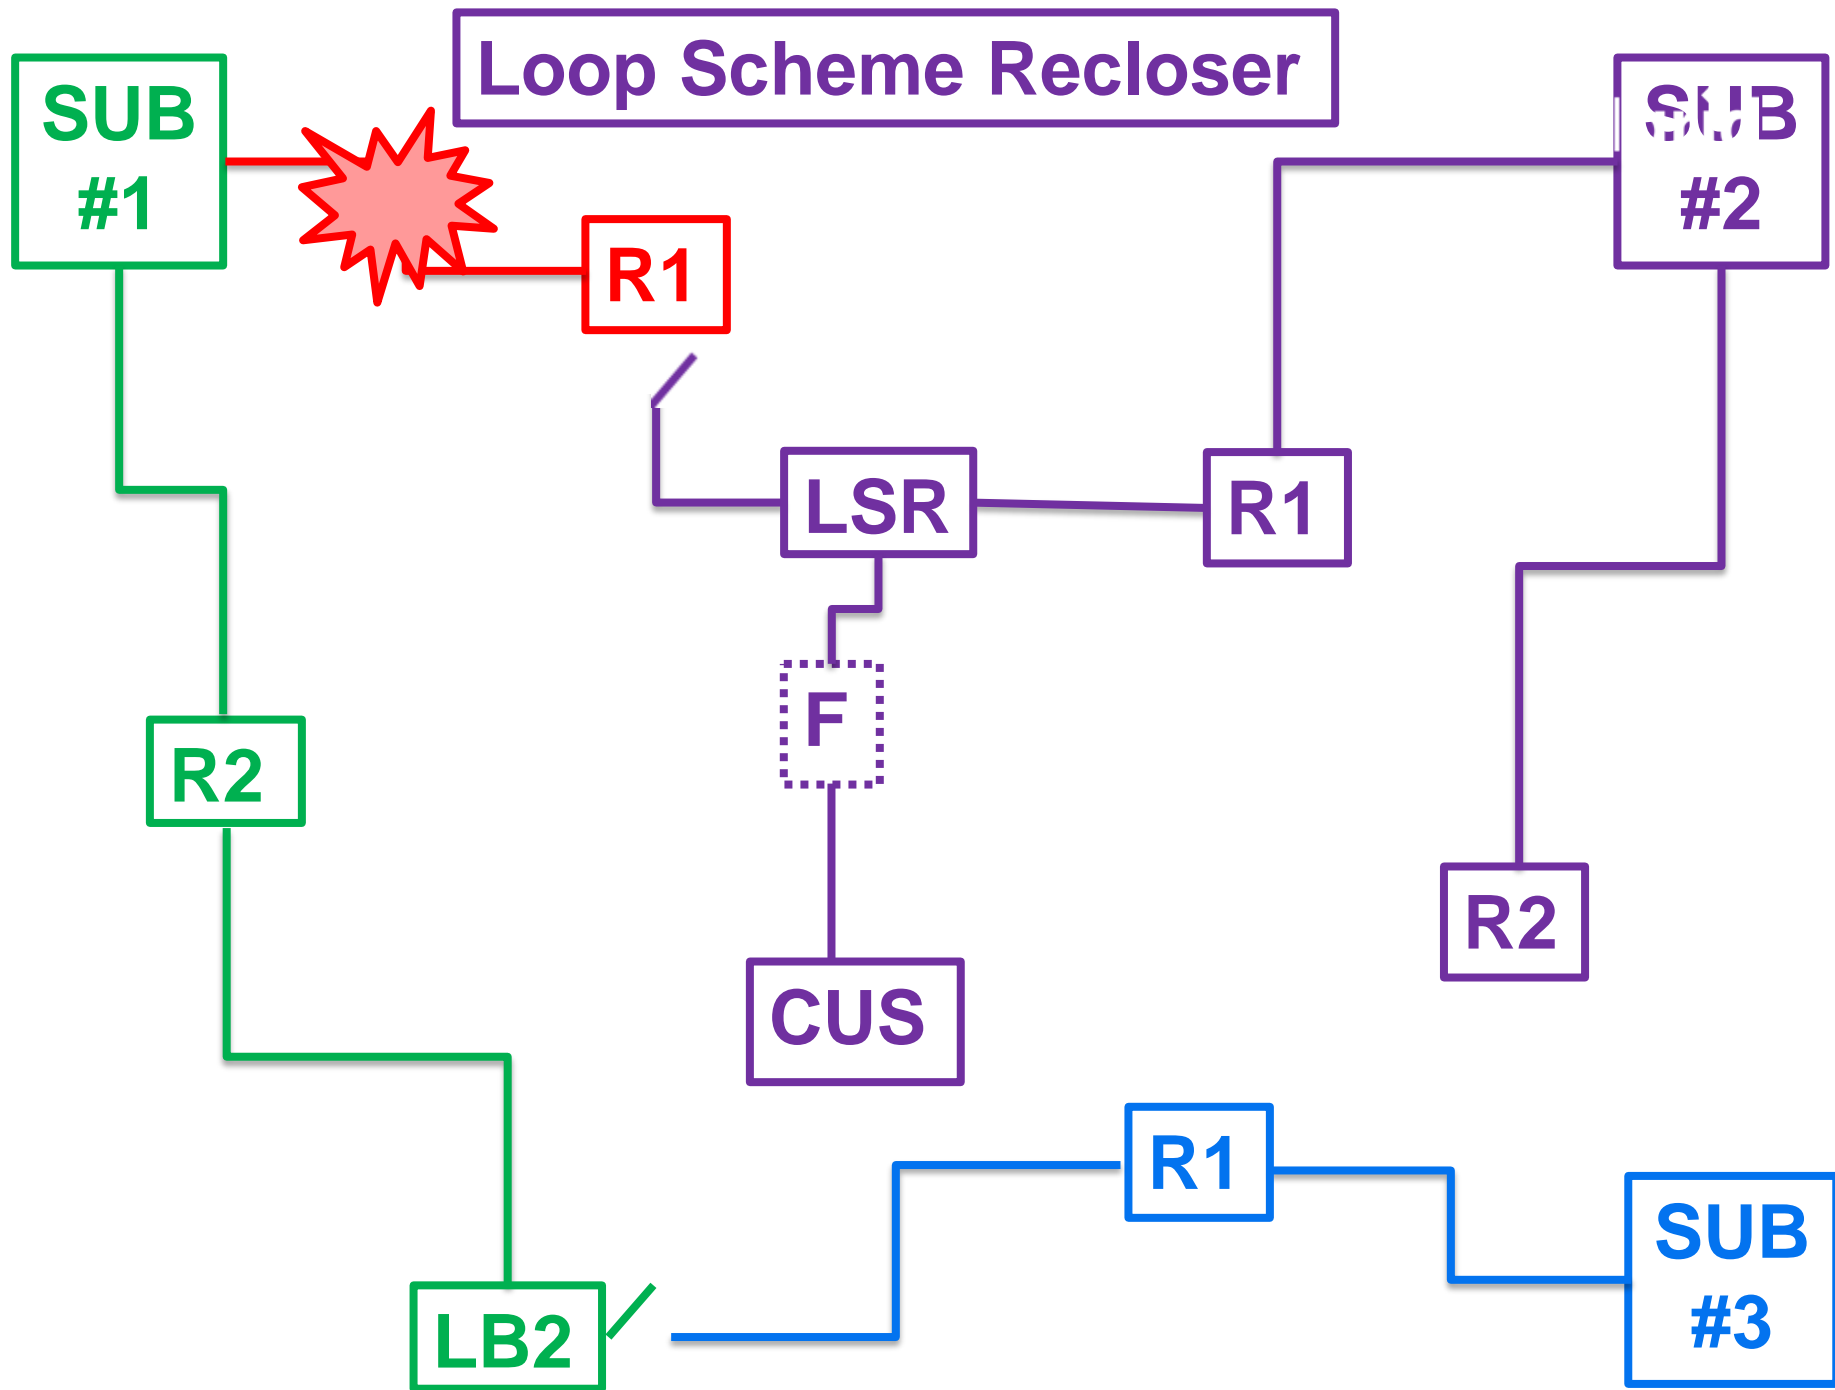 Loop Scheme Recloser
SUB
#1
SUB
#2
R1
LSR
R1
F
R2
R2
CUS
R1
SUB
#3
LB2